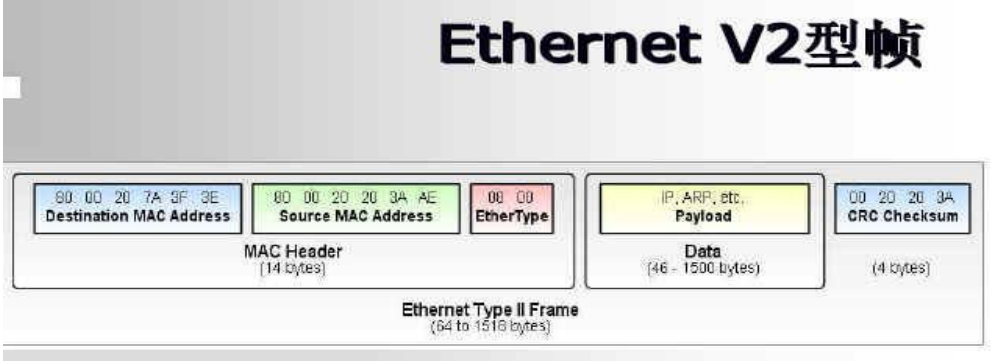 Ethernet V2型帧
80 00 20 7A 3F 3E
Destination MAC Address
80 00 20 20 3A AE
Source MAC Address
08 00
EtherType
IP, ARP, etc.
Payload
00 20 20 3A
CRC Checksum
MAC Header
(14 bytes)
Data
(46 - 1500 bytes)
(4 bytes)
Ethernet Type II Frame
(64 to 1518 bytes)